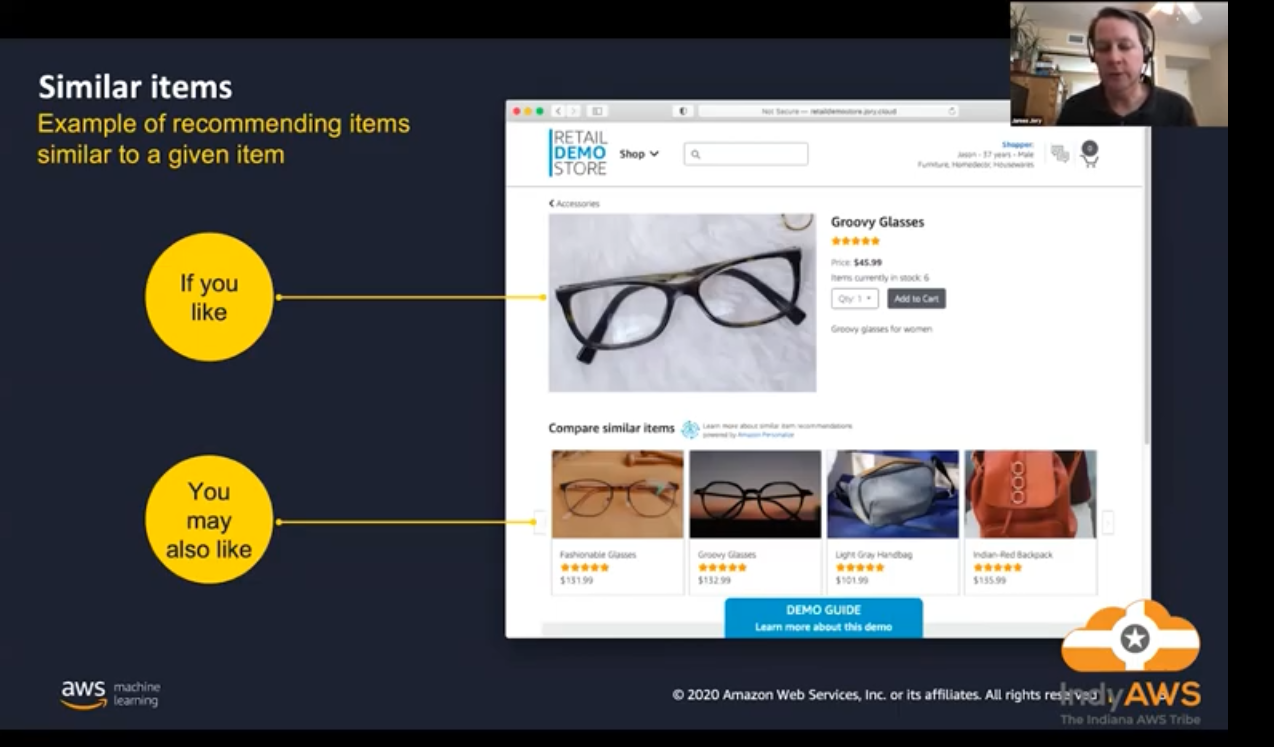 Similar items
Example of recommending items
similar to a given item
If you
like
You
may
also like
Not Secure — retaildemostore.jory.cloud
RETAIL
DEMO
STORE
Shop
Shopper:
Jason - 37 years - Male
Furniture, Homedecor, Housewares
0
Accessories
Groovy Glasses
Price: $45.99
Items currently in stock: 6
Qty: 1
Add to Cart
Groovy glasses for women
Compare similar items
Learn more about similar item recommendations
powered by Amazon Personalize
Fashionable Glasses
$131.99
Groovy Glasses
$132.99
Light Gray Handbag
$101.99
Indian-Red Backpack
$135.99
DEMO GUIDE
Learn more about this demo
James Jory
aws machine
learning
© 2020 Amazon Web Services, Inc. or its affiliates. All rights
IndyAWS
The Indiana AWS Tribe